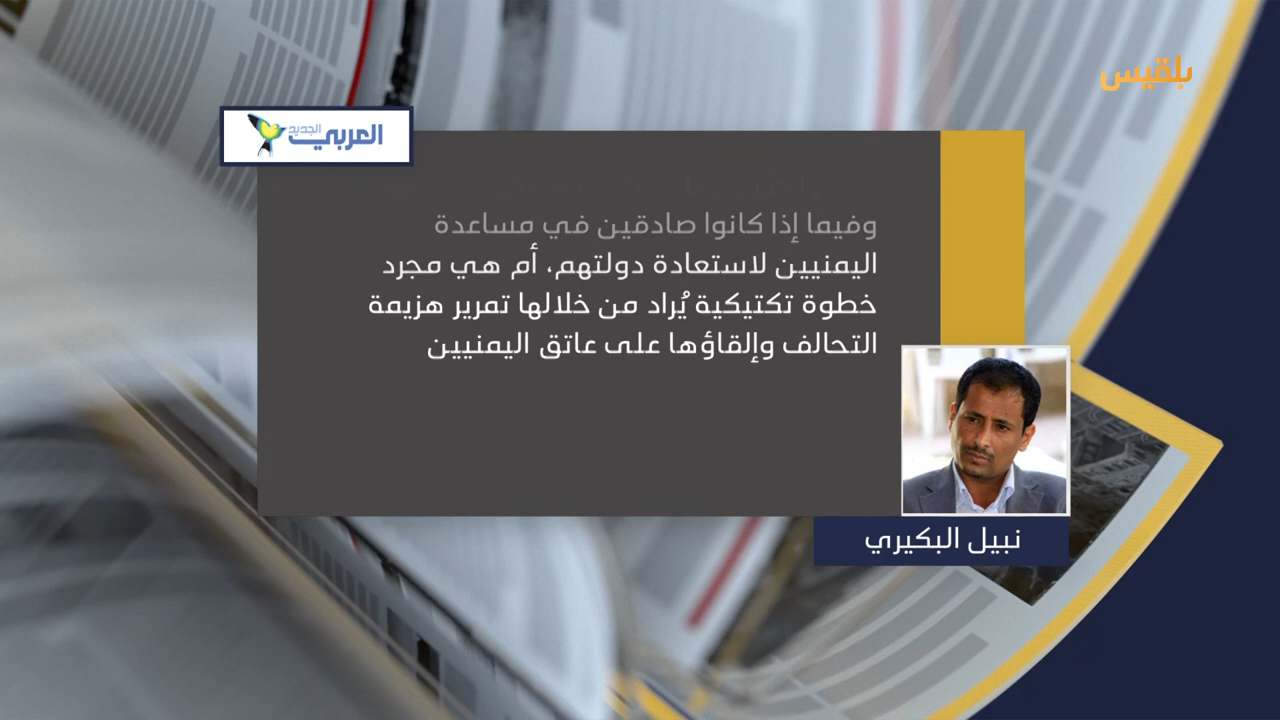 بلقيس
العربي الجديد
وفيما إذا كانوا صادقين في مساعدة
اليمنيين لاستعادة دولتهم، أم هي مجرد
خطوة تكتيكية يُراد من خلالها تمرير هزيمة
التحالف وإلقاؤها على عاتق اليمنيين
نبيل البكيري